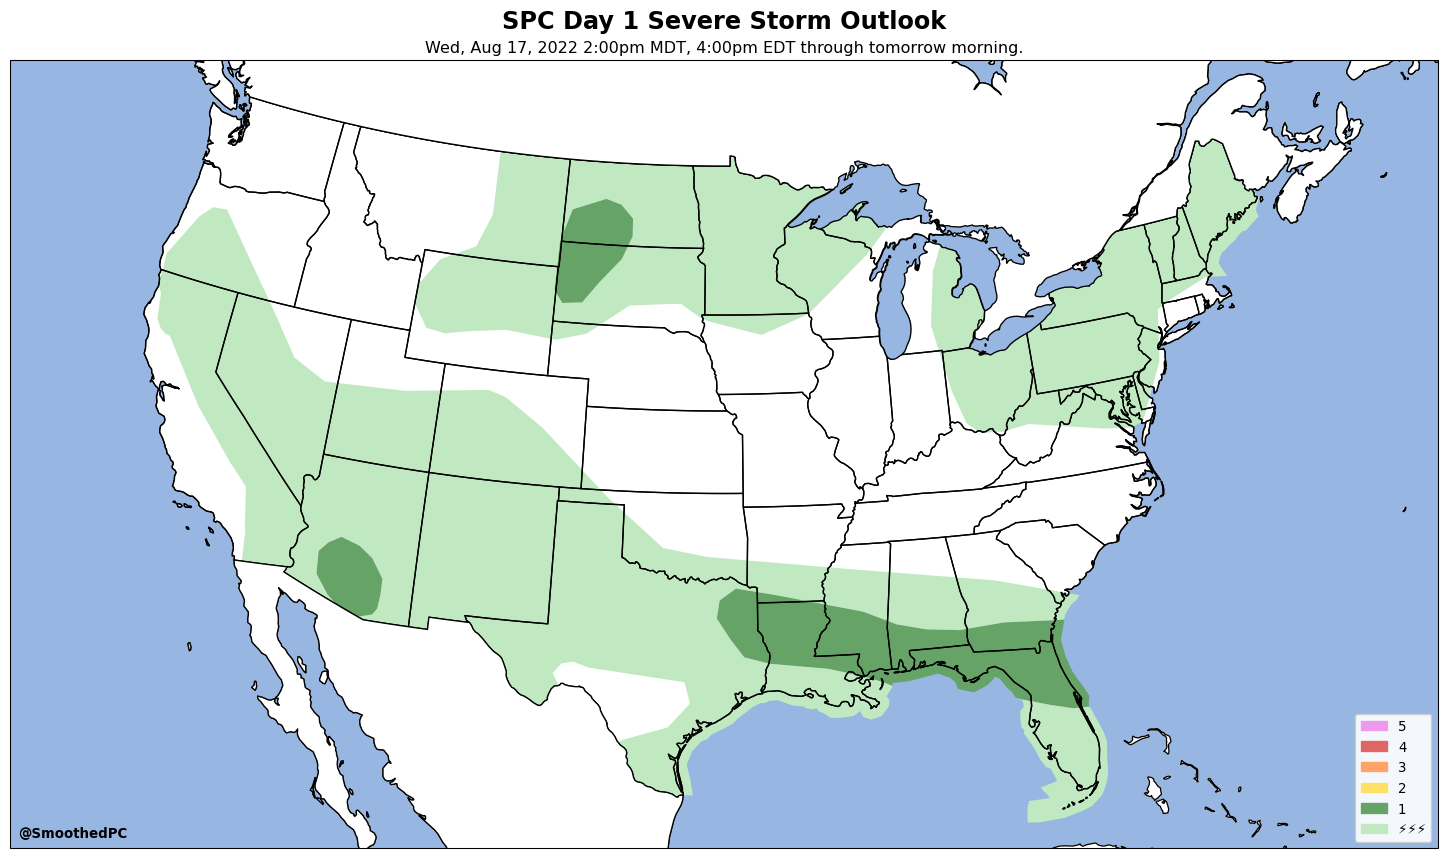 SPC Day 1 Severe Storm Outlook
Wed, Aug 17, 2022 2:00pm MDT, 4:00pm EDT through tomorrow morning.
5
4
3
2
1
⚡⚡⚡
@SmoothedPC